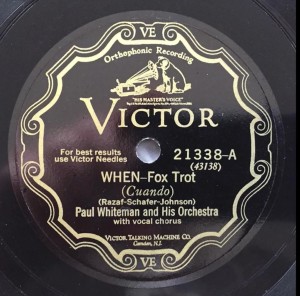 VE
Orthophonic Recording
"HIS MASTER'S VOICE"
VICTOR
For best results
use Victor Needles
21338-A
(43138)
WHEN-Fox Trot
(Cuando)
(Razaf-Schafer-Johnson)
Paul Whiteman and His Orchestra
with vocal chorus
VICTOR TALKING MACHINE CO.
Camden, N.J.
VE